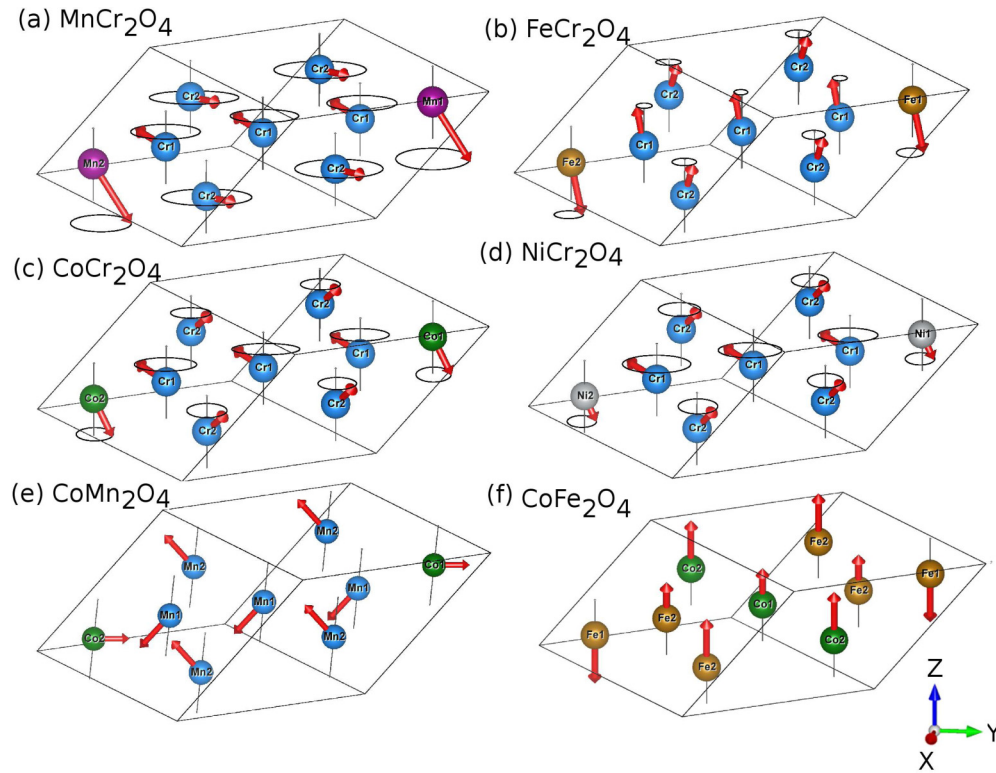 (a) MnCr2O4
Cr2
Cr2
Mn1
Cr1
Cr1
Cr1
Mn2
Cr2
Cr2
(b) FeCr2O4
Cr2
Cr2
Fe1
Cr1
Cr1
Cr1
Fe2
Cr2
Cr2
(c) CoCr2O4
Cr2
Cr2
Co1
Cr1
Cr1
Cr1
Co2
Cr2
Cr2
(d) NiCr2O4
Cr2
Cr2
Ni1
Cr1
Cr1
Cr1
Ni2
Cr2
Cr2
(e) CoMn2O4
Mn2
Mn2
Co1
Mn1
Mn1
Mn1
Co2
Mn2
Mn2
(f) CoFe2O4
Fe2
Co2
Fe1
Fe2
Co1
Fe2
Fe1
Co2
Fe2
Z
Y
X